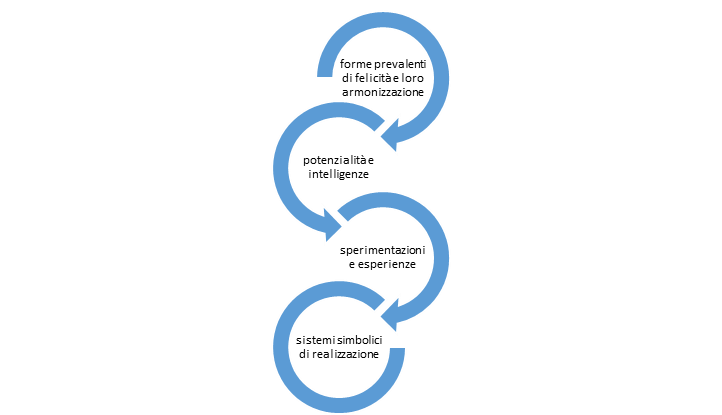 forme prevalenti
di felicità e loro
armonizzazione
potenzialità e
intelligenze
sperimentazioni
e esperienze
sistemi simbolici
di realizzazione